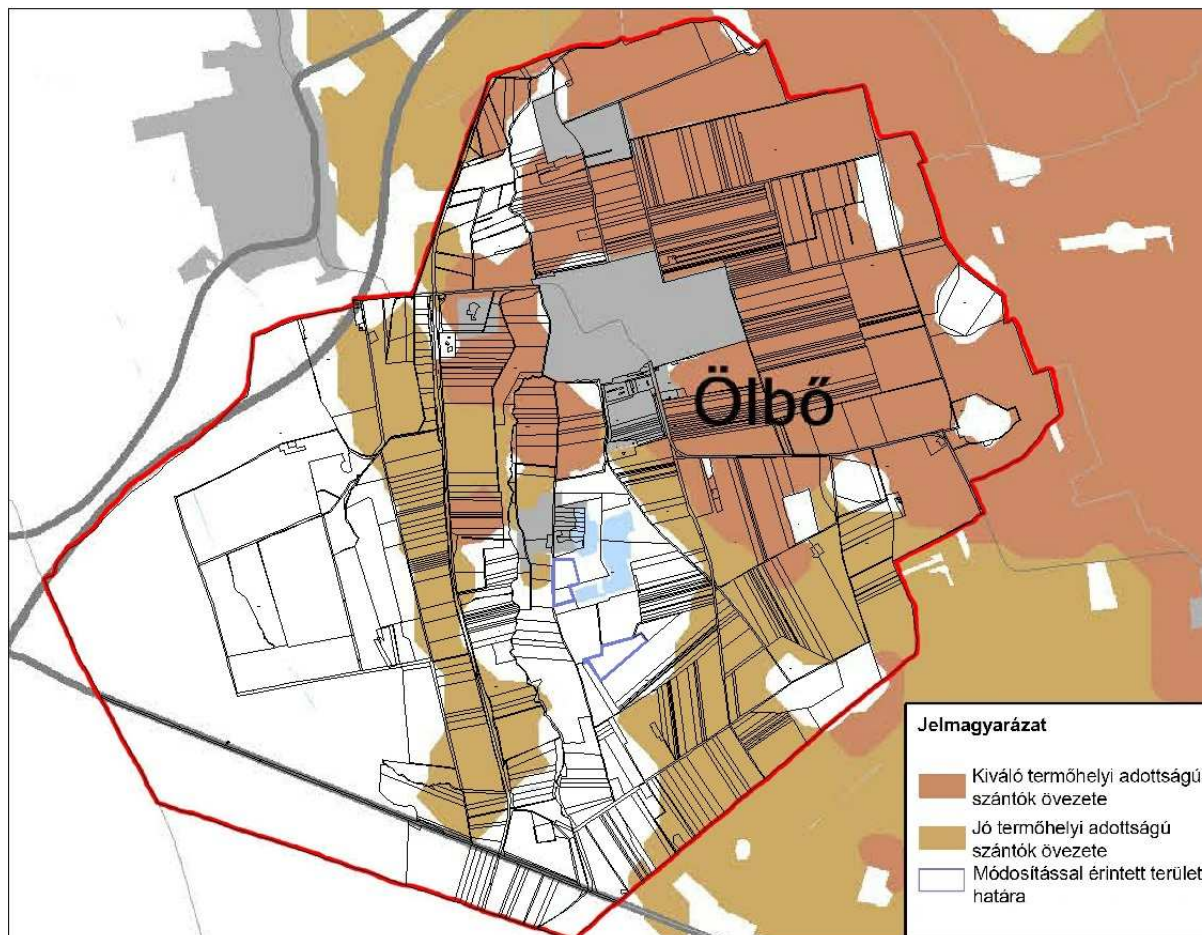 Ölbő
Jelmagyarázat
Kiváló termőhelyi adottságú
szántók övezete
Jó termőhelyi adottságú
szántók övezete
Módosítással érintett terület
határa